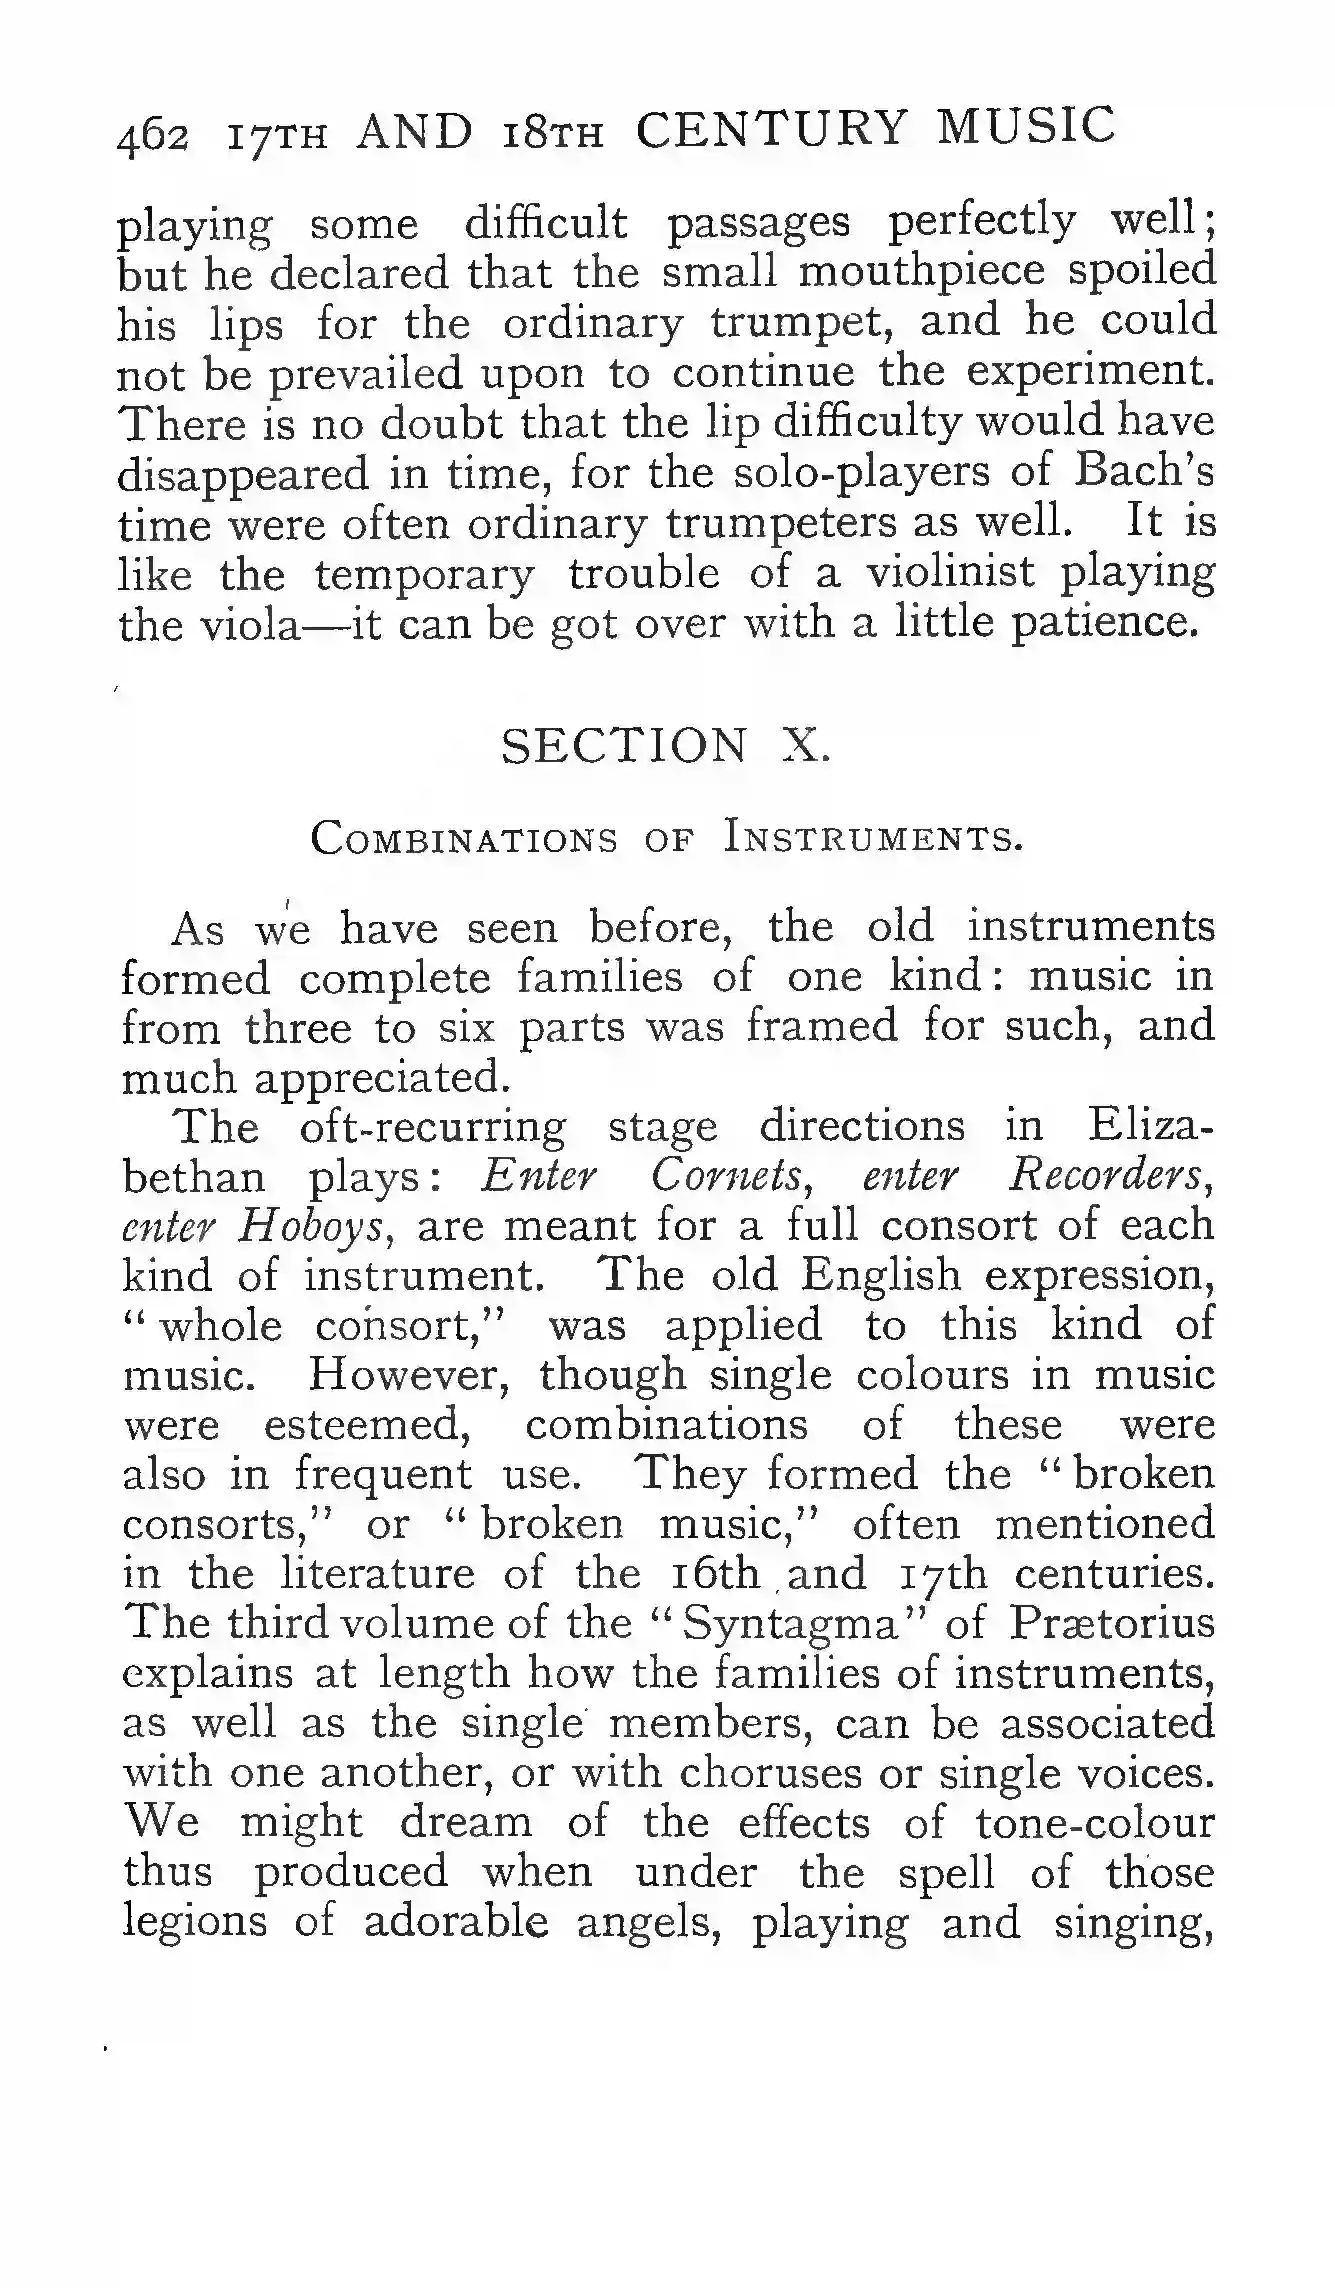 462 17TH AND 18TH CENTURY MUSIC
playing some difficult passages perfectly well;
but he declared that the small mouthpiece spoiled
his lips for the ordinary trumpet, and he could
not be prevailed upon to continue the experiment.
There is no doubt that the lip difficulty would have
disappeared in time, for the solo-players of Bach's
time were often ordinary trumpeters as well. It is
like the temporary trouble of a violinist playing
the viola—it can be got over with a little patience.
SECTION X.
COMBINATIONS OF INSTRUMENTS.
As we have seen before, the old instruments
formed complete families of one kind: music in
from three to six parts was framed for such, and
much appreciated.
The oft-recurring stage directions in Eliza-
bethan plays: Enter Cornets, enter Recorders,
enter Hoboys, are meant for a full consort of each
kind of instrument. The old English expression,
"whole consort," was applied to this kind of
music. However, though single colours in music
were esteemed, combinations of these were
also in frequent use. They formed the "broken
consorts," or "broken music," often mentioned
in the literature of the 16th and 17th centuries.
The third volume of the "Syntagma" of Prætorius
explains at length how the families of instruments,
as well as the single members, can be associated
with one another, or with choruses or single voices.
We might dream of the effects of tone-colour
thus produced when under the spell of those
legions of adorable angels, playing and singing,